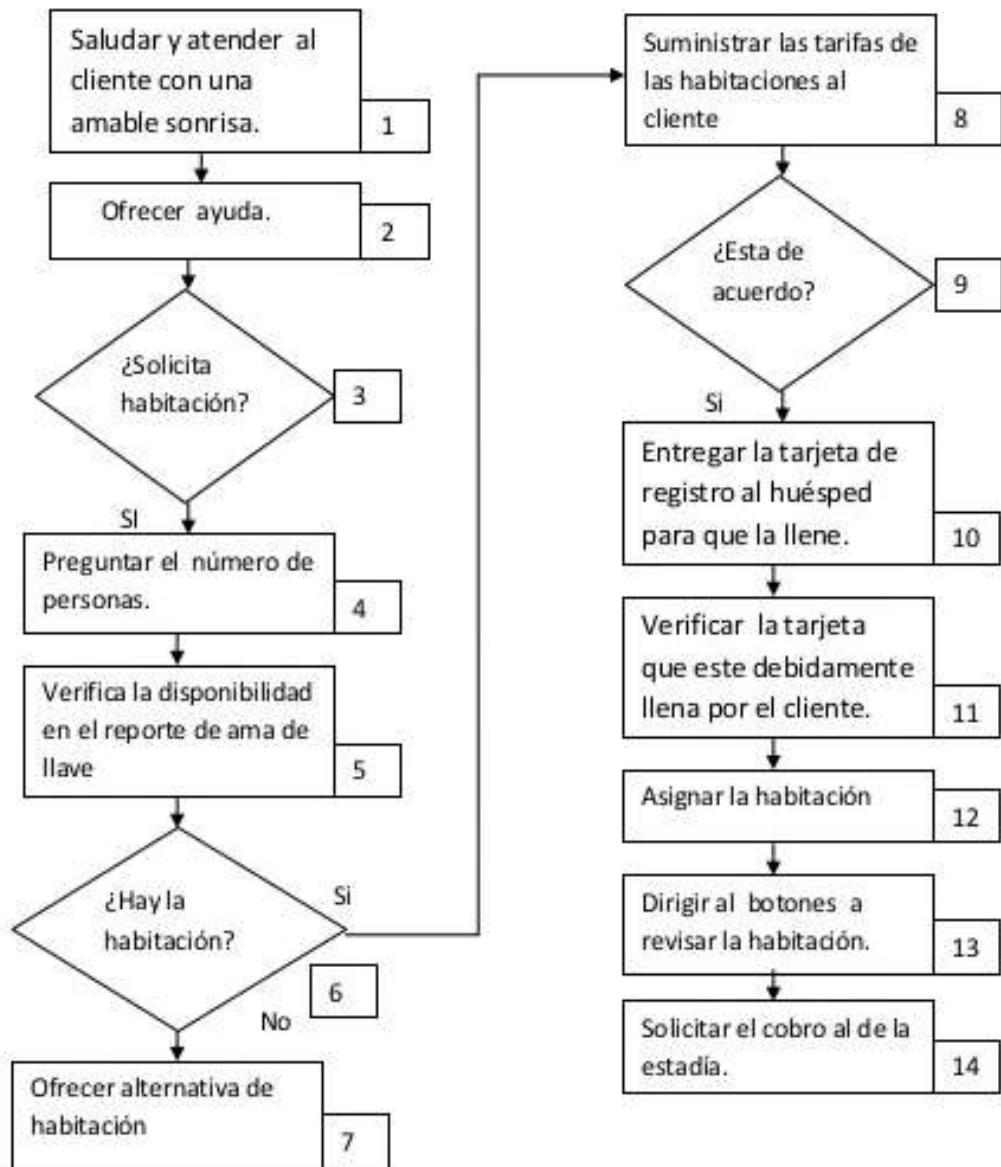 Saludar y atender al
cliente con una
amable sonrisa.
1
Ofrecer ayuda.
2
¿Solicita
habitación?
3
SI
Preguntar el número de
personas.
4
Verifica la disponibilidad
en el reporte de ama de
llave
5
¿Hay la
habitación?
Si
6
No
Ofrecer alternativa de
habitación
7
Suministrar las tarifas de
las habitaciones al
cliente
8
¿Esta de
acuerdo?
9
Si
Entregar la tarjeta de
registro al huésped
para que la llene.
10
Verificar la tarjeta
que este debidamente
llena por el cliente.
11
Asignar la habitación
12
Dirigir al botones a
revisar la habitación.
13
Solicitar el cobro al de la
estadía.
14